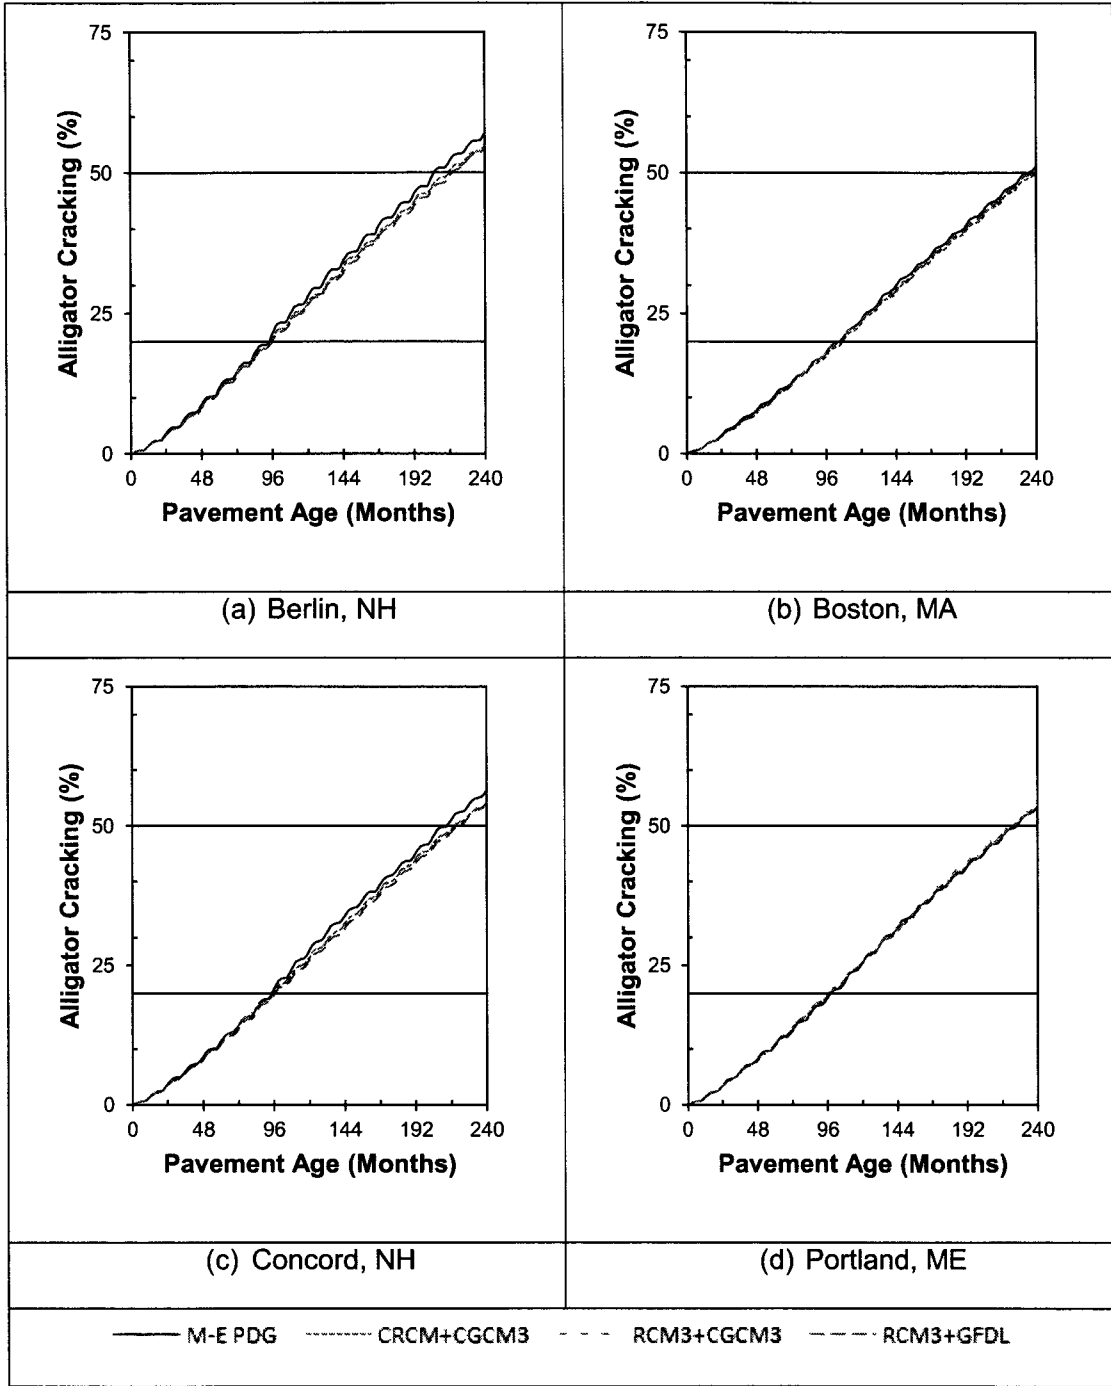 75
50
25
0
Alligator Cracking (%)
0 48 96 144 192 240
Pavement Age (Months)
(a) Berlin, NH
75
50
25
0
Alligator Cracking (%)
0 48 96 144 192 240
Pavement Age (Months)
(b) Boston, MA
75
50
25
0
Alligator Cracking (%)
0 48 96 144 192 240
Pavement Age (Months)
(c) Concord, NH
75
50
25
0
Alligator Cracking (%)
0 48 96 144 192 240
Pavement Age (Months)
(d) Portland, ME
M-E PDG CRCM+CGCM3 RCM3+CGCM3 RCM3+GFDL